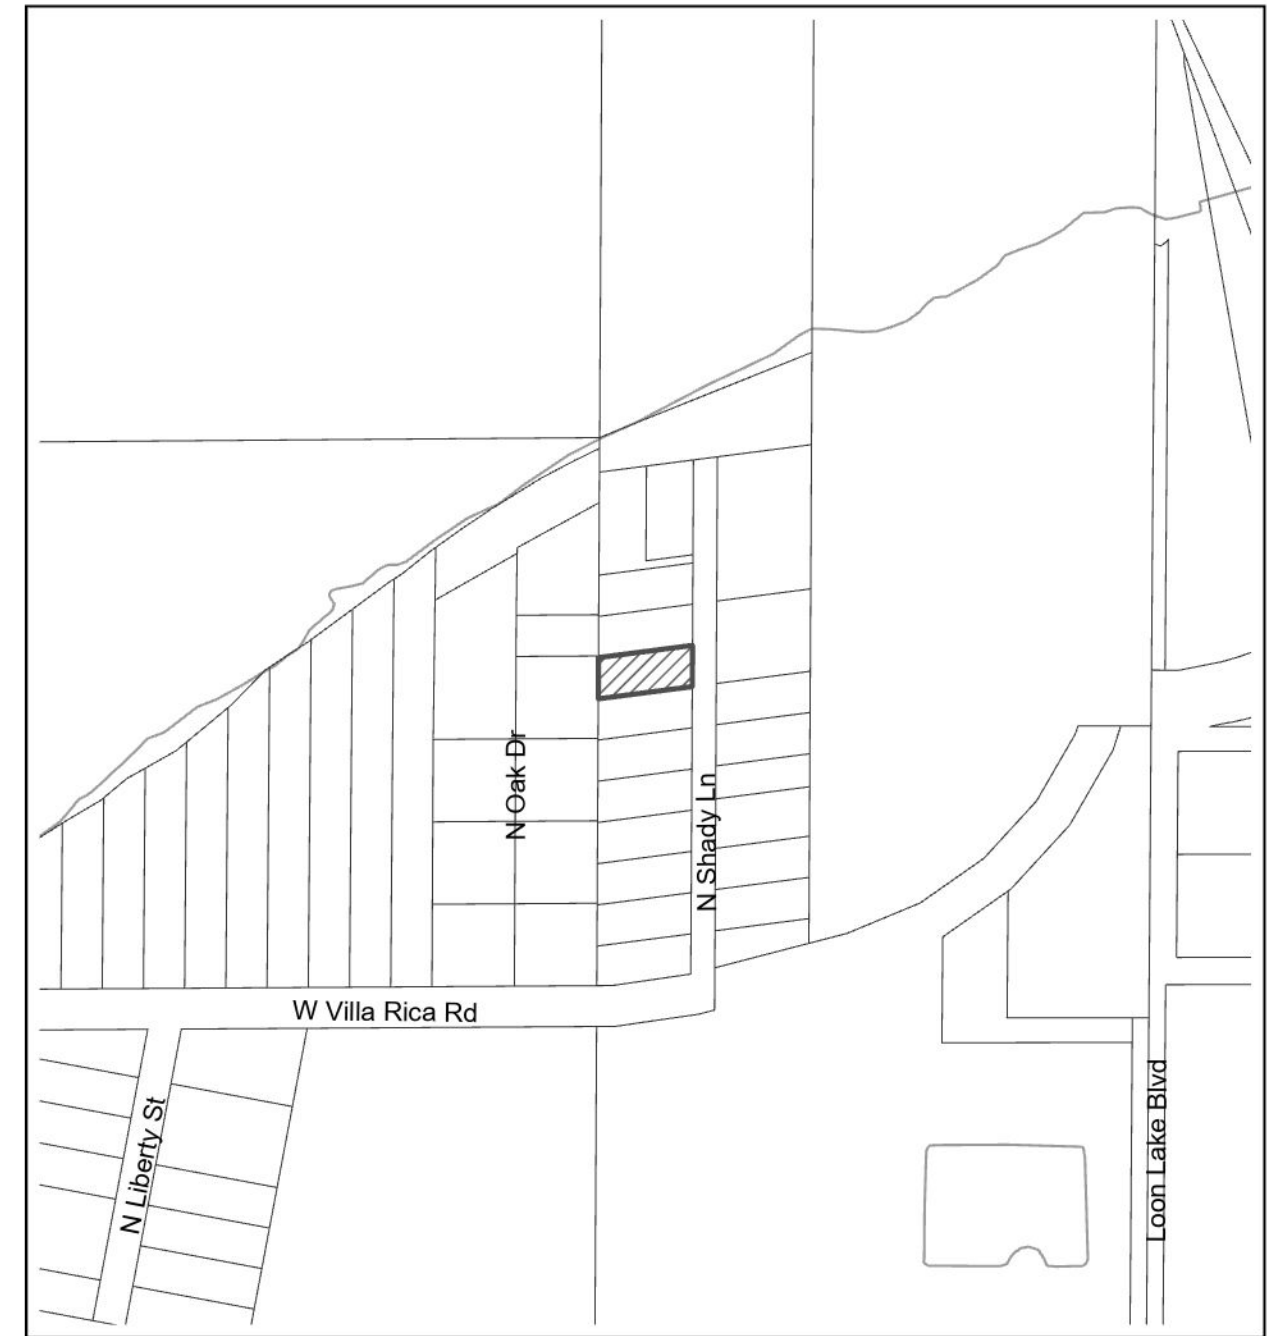 N Oak Dr
N Shady Ln
W Villa Rica Rd
N Liberty St
Loon Lake Blvd